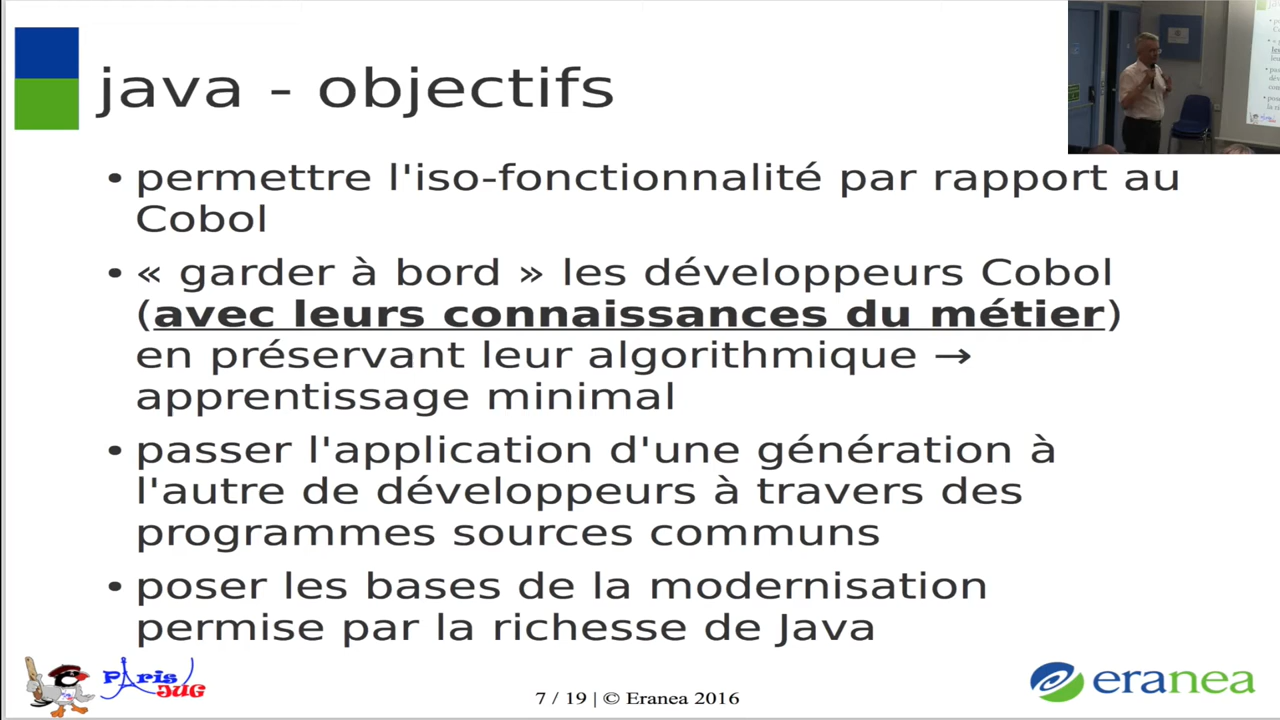 java - objectifs
• permettre l'iso-fonctionnalité par rapport au
Cobol
• « garder à bord » les développeurs Cobol
(avec leurs connaissances du métier)
en préservant leur algorithmique →
apprentissage minimal
• passer l'application d'une génération à
l'autre de développeurs à travers des
programmes sources communs
• poser les bases de la modernisation
permise par la richesse de Java
Paris
JUG
7 / 19 | © Eranea 2016
eranea